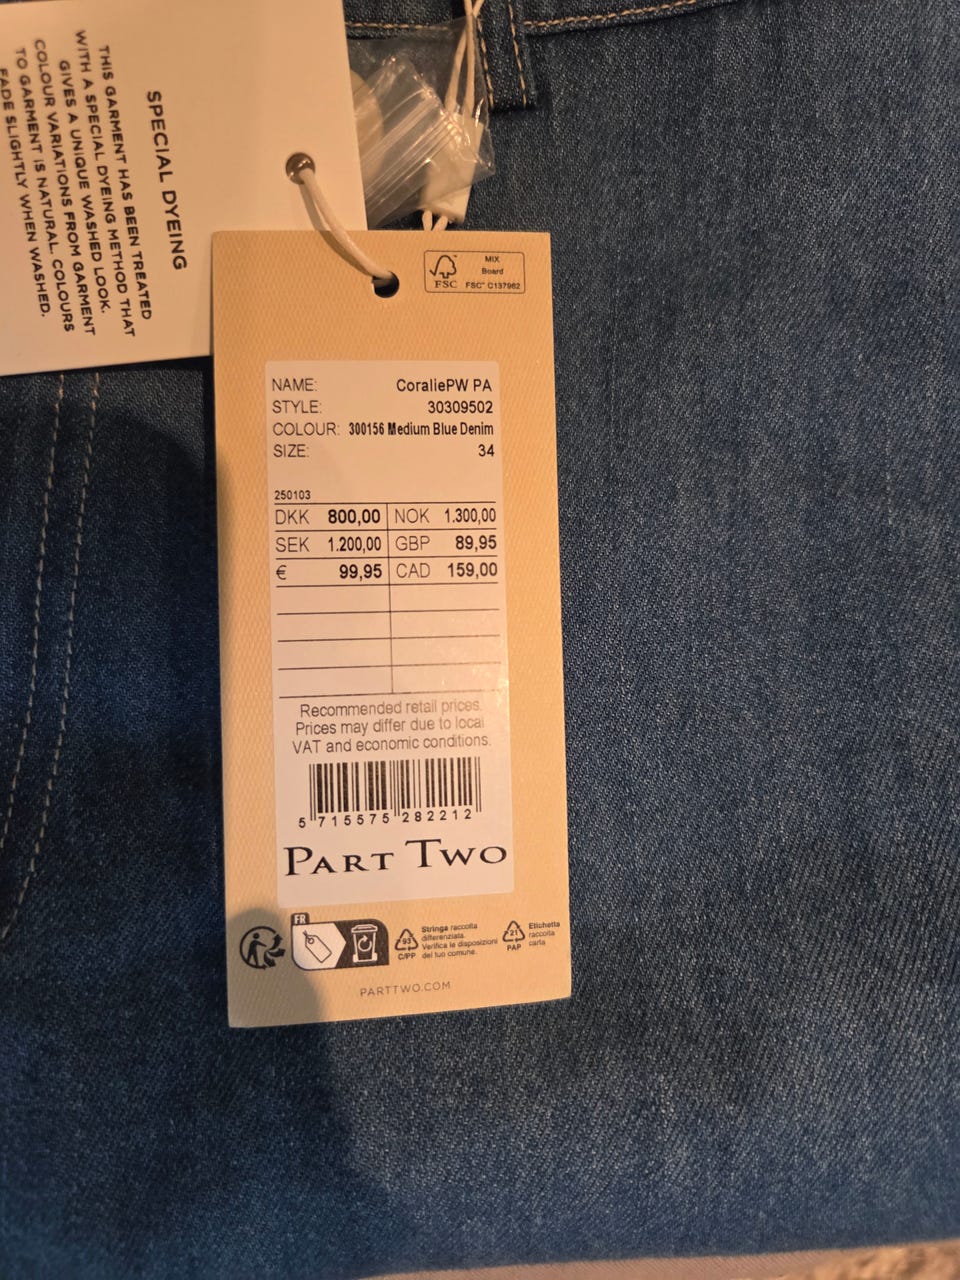 SPECIAL DYEING
THIS GARMENT HAS BEEN TREATED
WITH A SPECIAL DYEING METHOD THAT
GIVES A UNIQUE WASHED LOOK.
COLOUR VARIATIONS FROM GARMENT
TO GARMENT IS NATURAL. COLOURS
FADE SLIGHTLY WHEN WASHED.
FSC
MIX
Board
FSC™ C137962
NAME: CoraliePW PA
STYLE: 30309502
COLOUR: 300156 Medium Blue Denim
SIZE: 34
250103
DKK 800,00 NOK 1.300,00
SEK 1.200,00 GBP 89,95
€ 99,95 CAD 159,00
Recommended retail prices.
Prices may differ due to local
VAT and economic conditions.
5 715575 282212
PART TWO
FR
93
C/PP
Stringa raccolta
differenziata.
Verifica le disposizioni
del tuo comune.
21
PAP
Etichetta
raccolta
carta
PARTTWO.COM